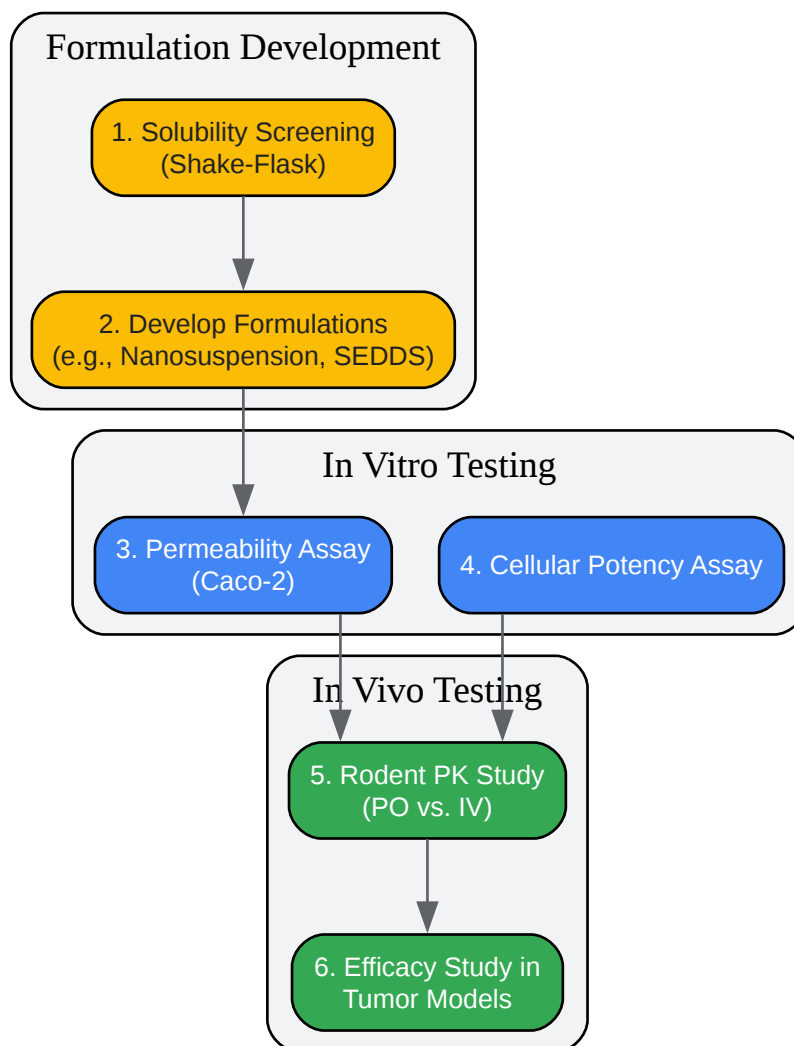 Formulation Development
1. Solubility Screening
(Shake-Flask)
2. Develop Formulations
(e.g., Nanosuspension, SEDDS)
In Vitro Testing
3. Permeability Assay
(Caco-2)
4. Cellular Potency Assay
In Vivo Testing
5. Rodent PK Study
(PO vs. IV)
6. Efficacy Study in
Tumor Models